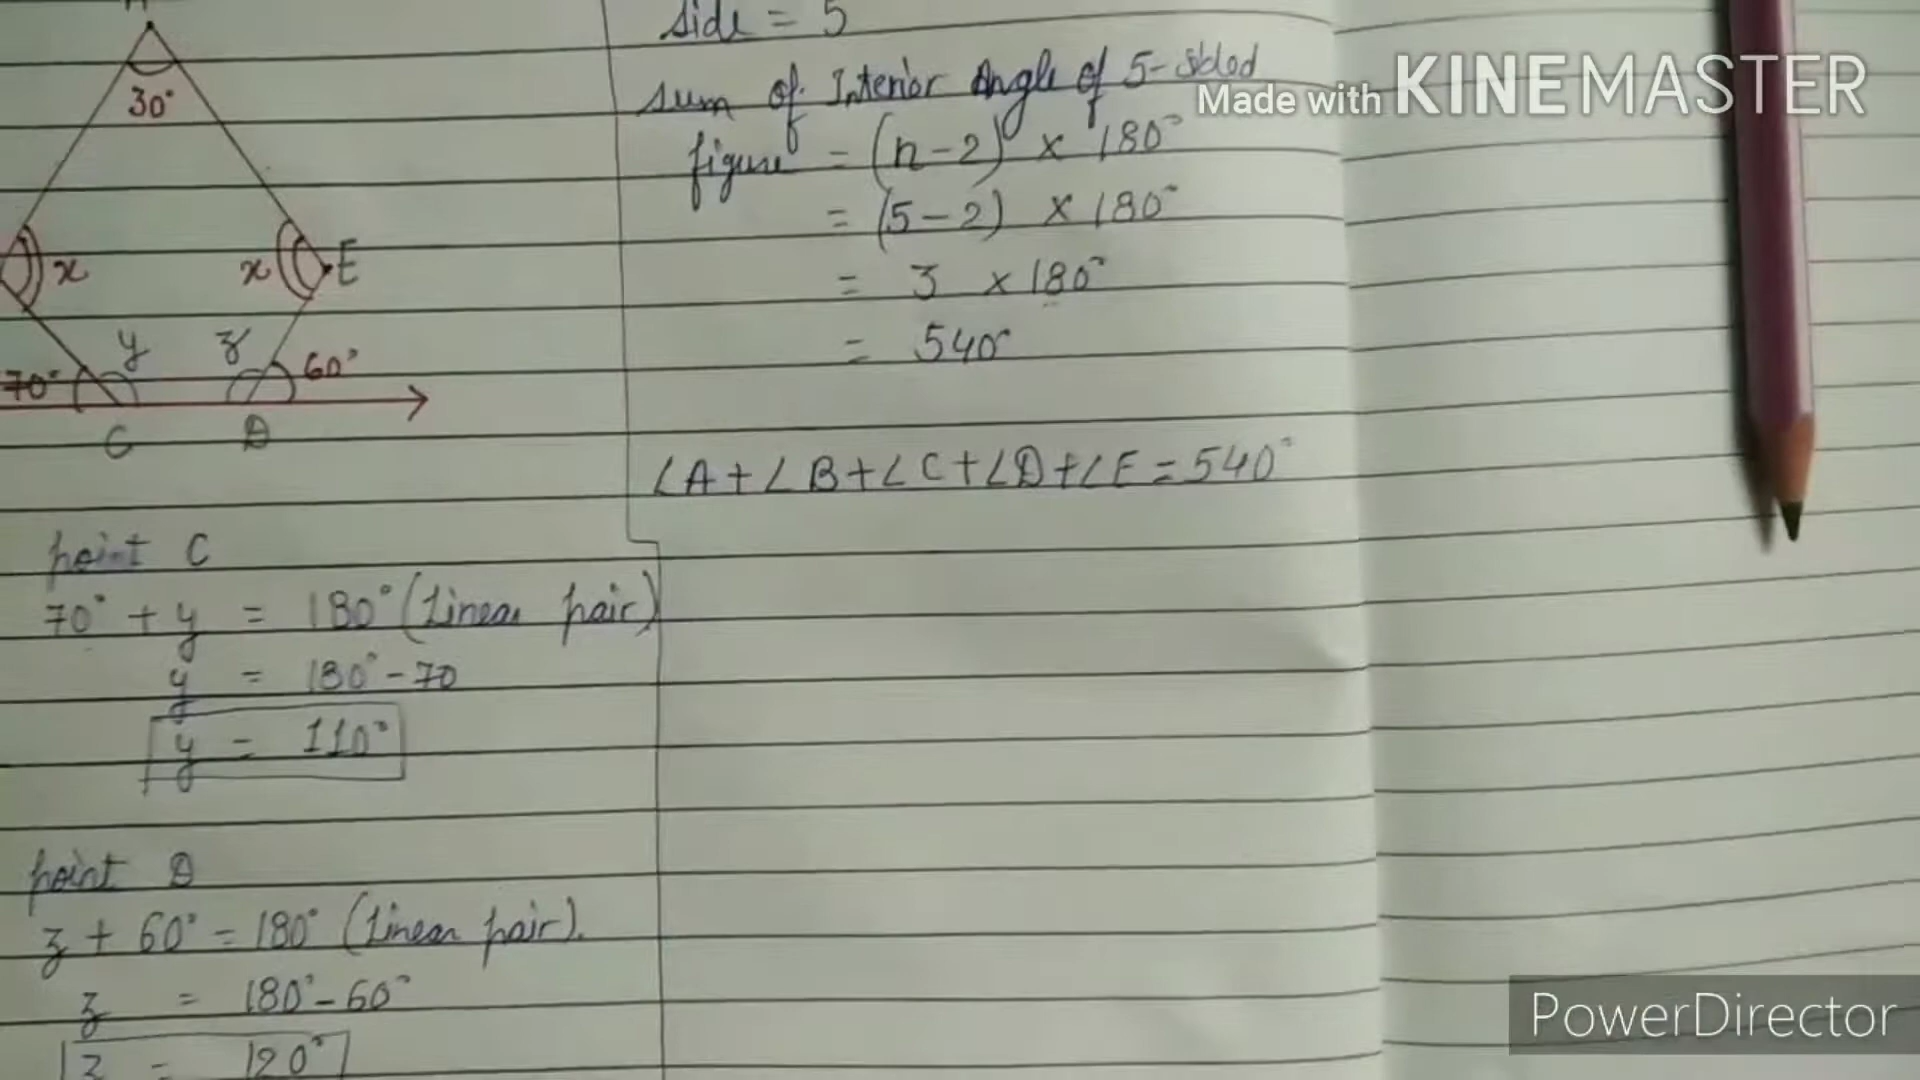 30°
x
x
E
y
z
70°
60°
C
D
point C
70° + y = 180° (Linear pair)
y = 180° - 70
y = 110°
point D
z + 60° = 180° (Linear pair).
z = 180° - 60°
z = 120°
side = 5
sum of Interior Angle of 5-sided
figure = (n-2) × 180°
= (5-2) × 180°
= 3 × 180°
= 540°
∠A+∠B+∠C+∠D+∠E=540°
Made with KINEMASTER
PowerDirector